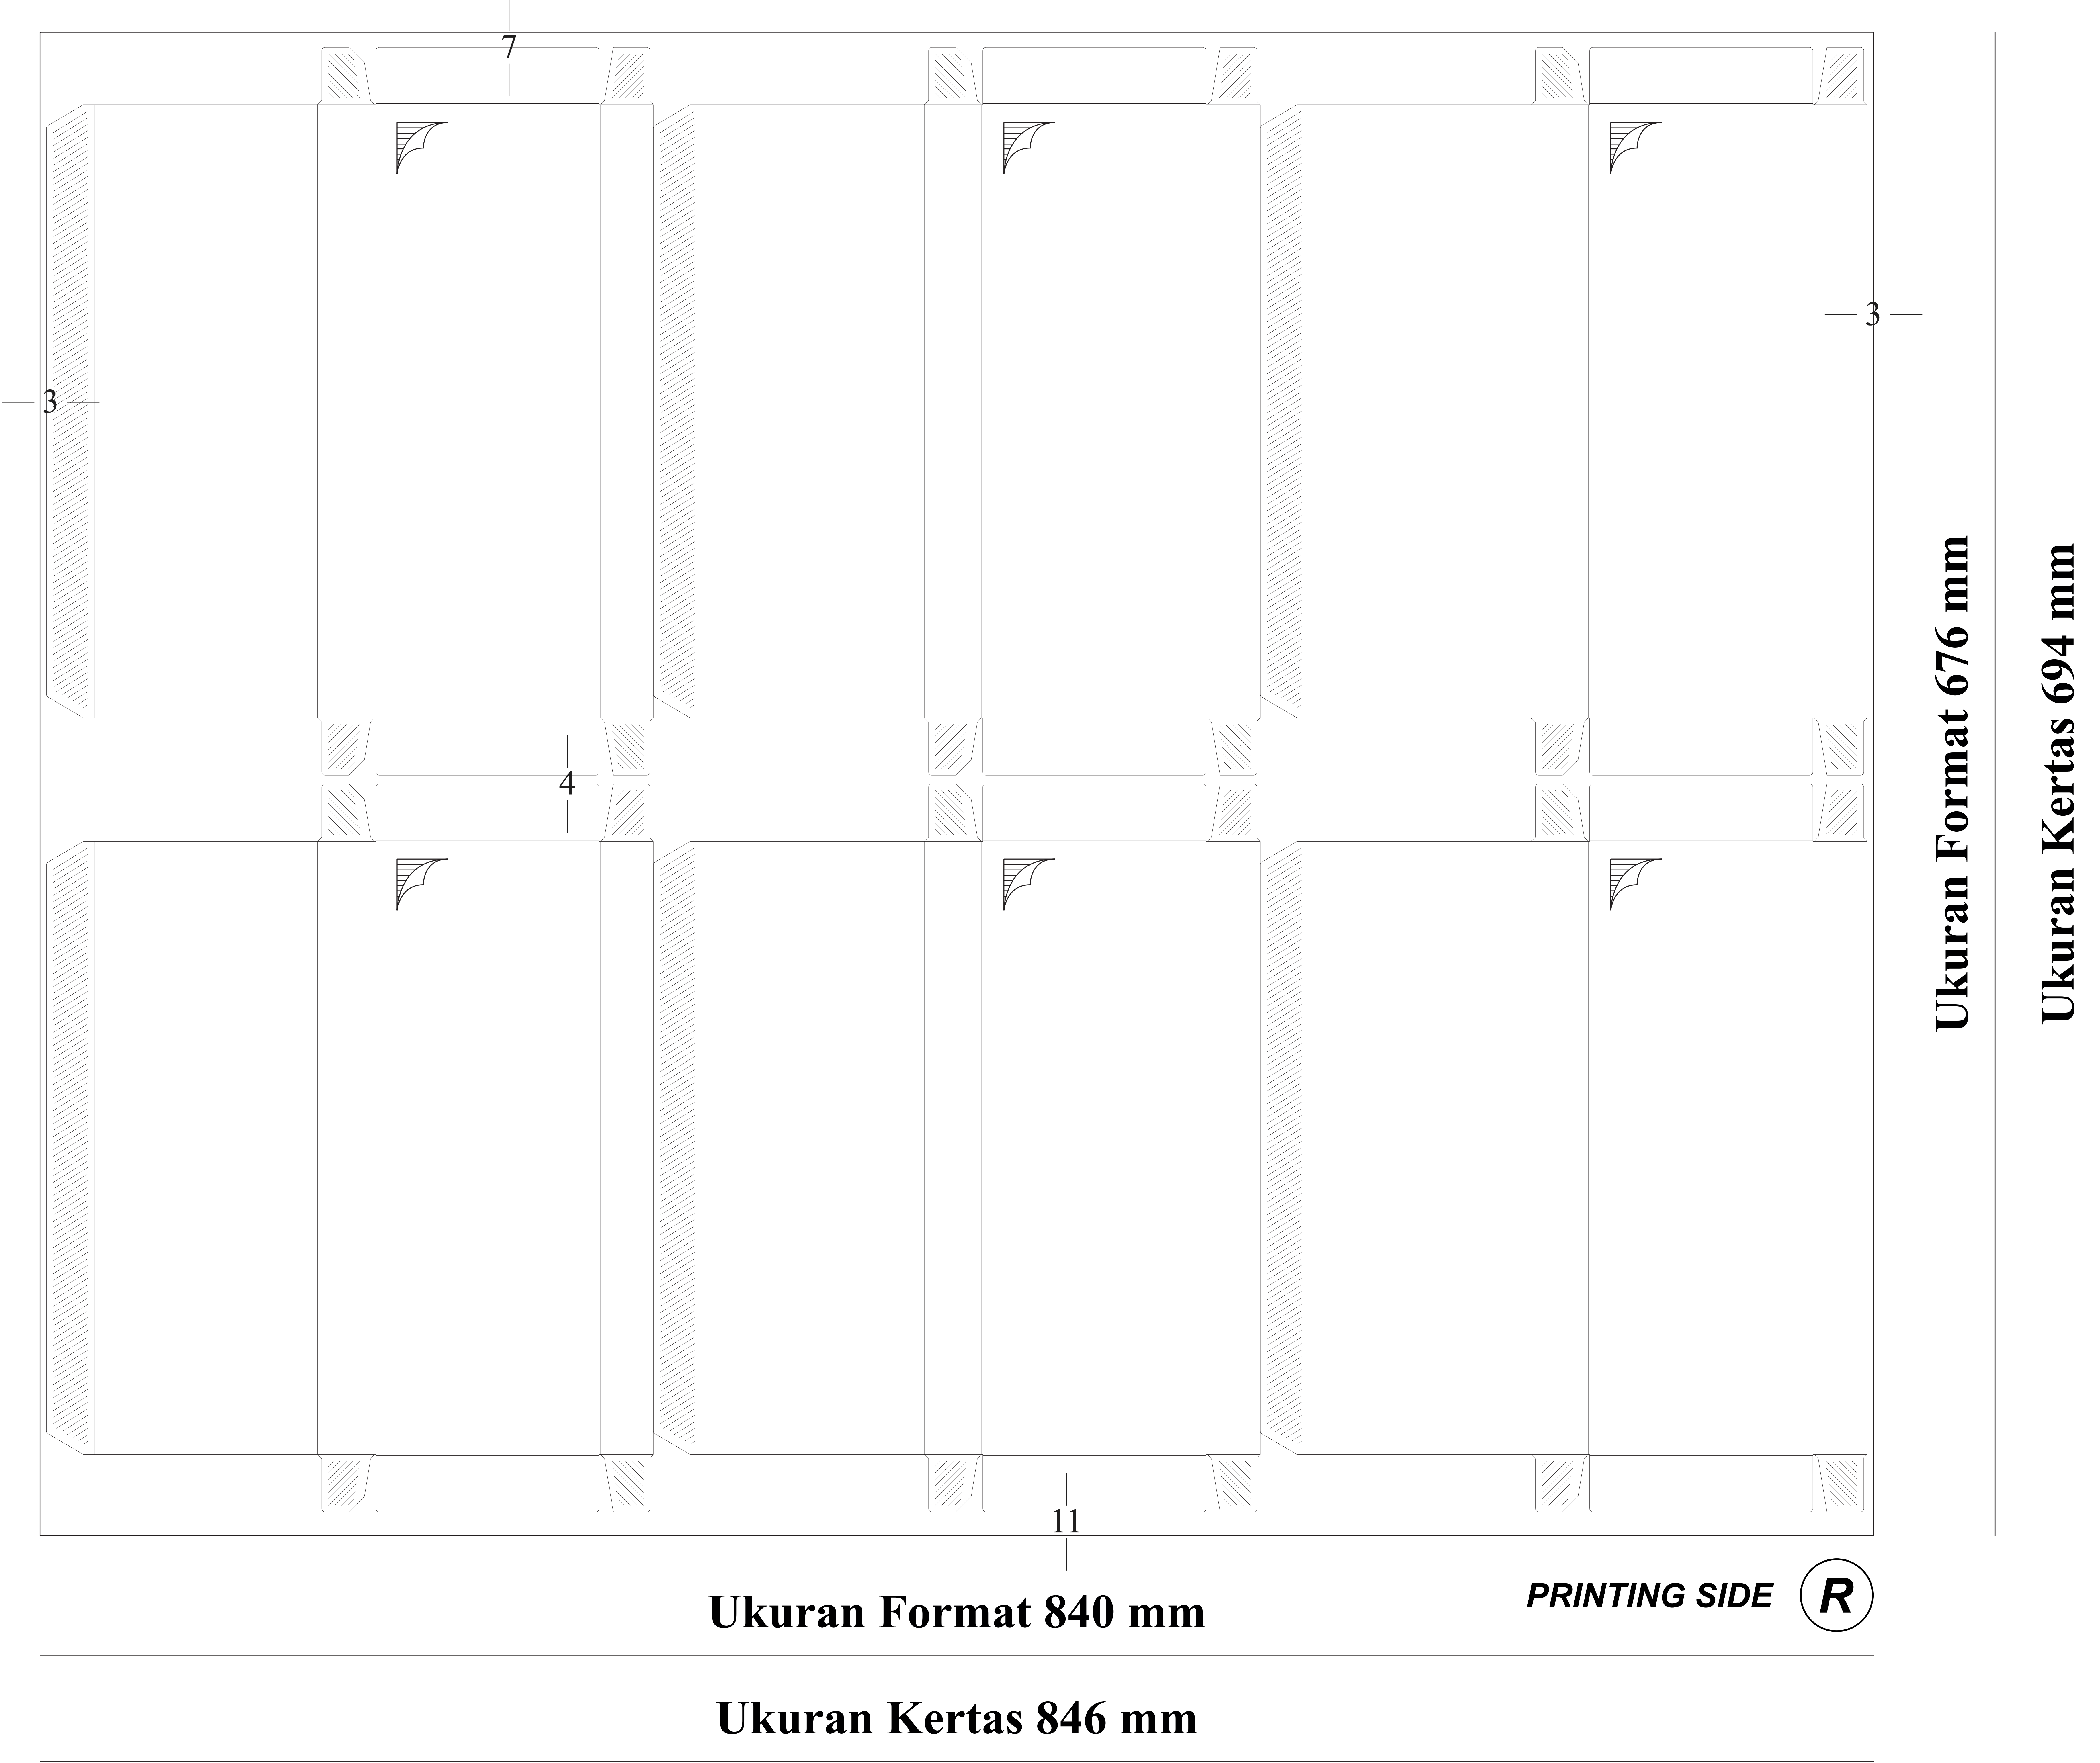 7
3
3
4
11
Ukuran Format 676 mm
Ukuran Kertas 694 mm
Ukuran Format 840 mm
PRINTING SIDE R
Ukuran Kertas 846 mm